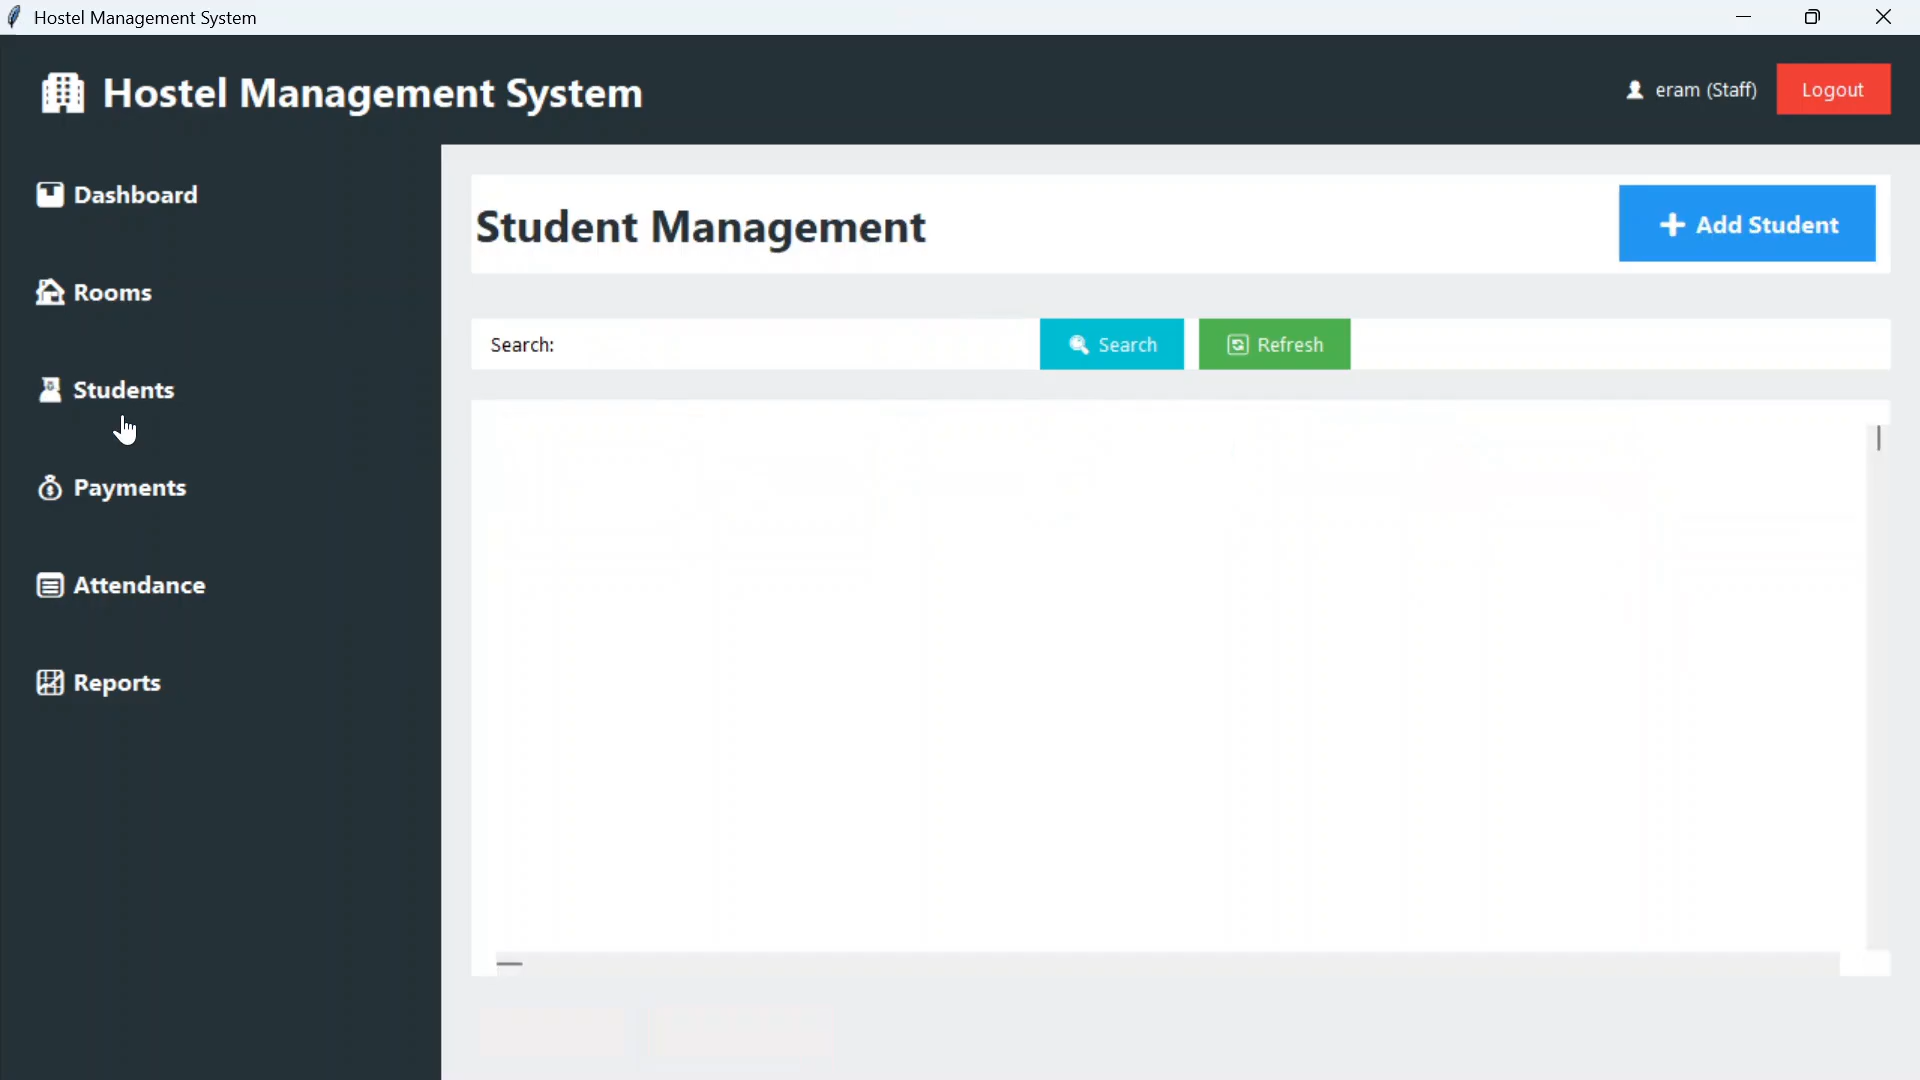 Hostel Management System
Hostel Management System
eram (Staff)
Logout
Dashboard
Rooms
Students
Payments
Attendance
Reports
Student Management
Add Student
Search:
Search
Refresh